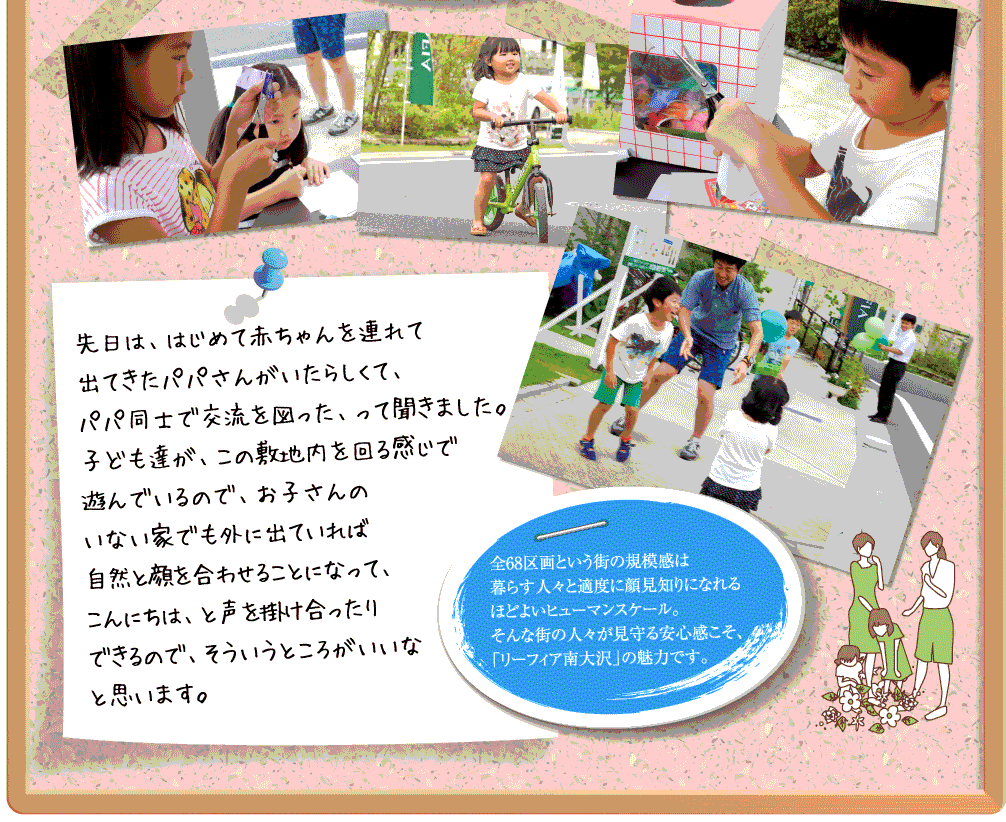 先日は、はじめて赤ちゃんを連れて
出てきたパパさんがいたらしくて、
パパ同士で交流を図った、って聞きました。
子ども達が、この敷地内を回る感じで
遊んでいるので、お子さんの
いない家でも外に出ていれば
自然と顔を合わせることになって、
こんにちは、と声を掛け合ったり
できるので、そういうところがいいな
と思います。
全68区画という街の規模感は
暮らす人々と適度に顔見知りになれる
ほどよいヒューマンスケール。
そんな街の人々が見守る安心感こそ、
「リーフィア南大沢」の魅力です。